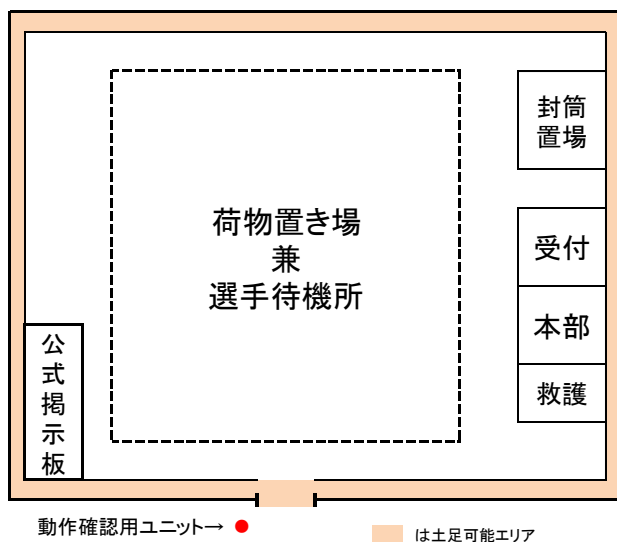 封筒
置場
荷物置き場
兼
選手待機所
受付
本部
救護
公式掲示板
動作確認用ユニット→
は土足可能エリア